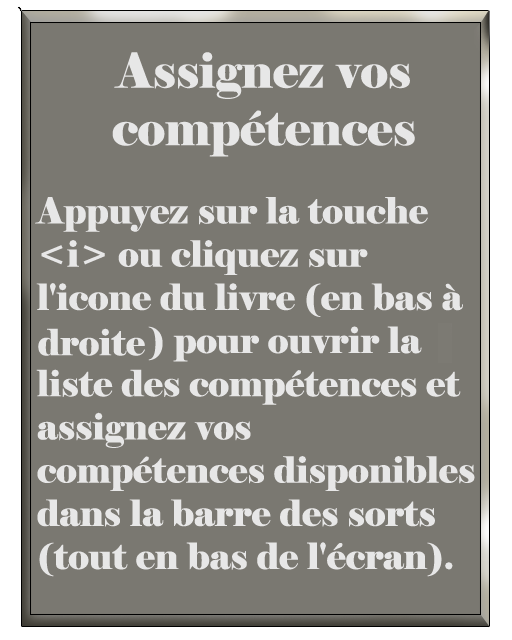 Assignez vos
compétences
Appuyez sur la touche
<i> ou cliquez sur
l'icone du livre (en bas à
droite) pour ouvrir la
liste des compétences et
assignez vos
compétences disponibles
dans la barre des sorts
(tout en bas de l'écran).